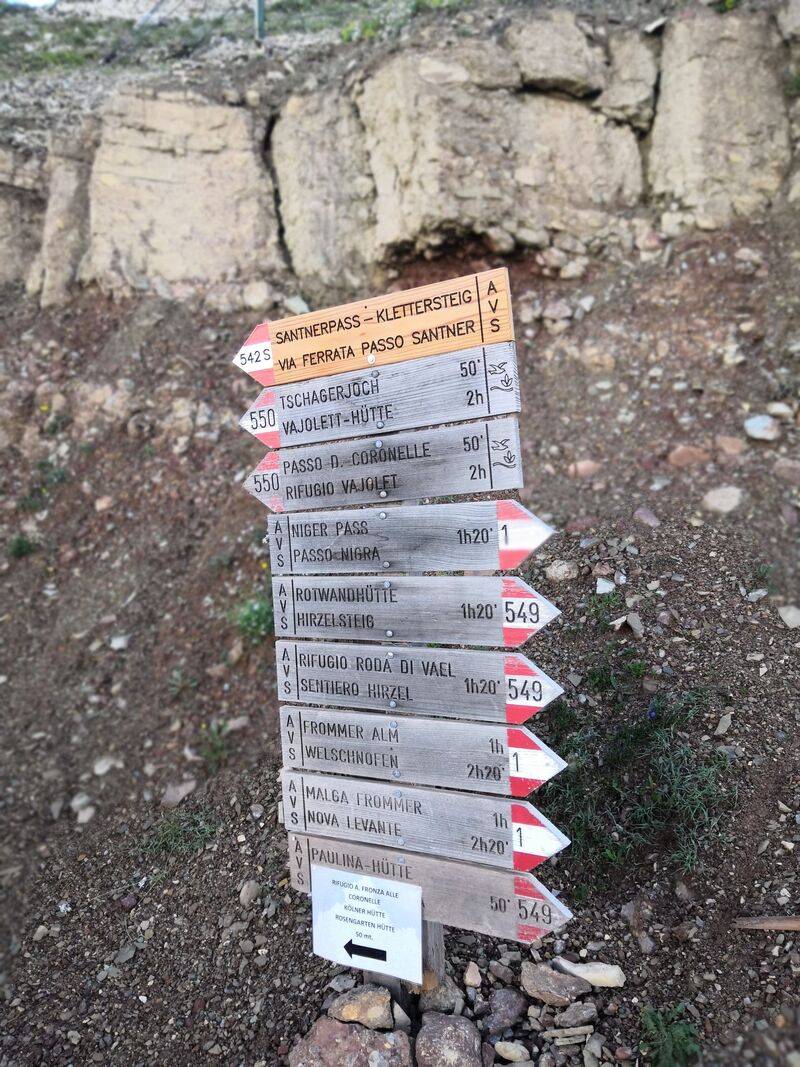 SANTNERPASS - KLETTERSTEIG
VIA FERRATA PASSO SANTNER
AVS
542S
TSCHAGERJOCH 50'
550
VAJOLETT-HÜTTE 2h
PASSO D. CORONELLE 50'
550
RIFUGIO VAJOLET 2h
AVS
NIGER PASS
PASSO NIGRA
1h20' 1
AVS
ROTWANDHÜTTE
HIRZELSTEIG
1h20' 549
AVS
RIFUGIO RODA DI VAEL
SENTIERO HIRZEL
1h20' 549
AVS
FROMMER ALM 1h
WELSCHNOFEN 2h20'
1
AVS
MALGA FROMMER 1h
NOVA LEVANTE 2h20'
1
AVS
PAULINA-HÜTTE
50' 549
RIFUGIO A. FRONZA ALLE
CORONELLE
KÖLNER HÜTTE
ROSENGARTEN HÜTTE
50 mt.